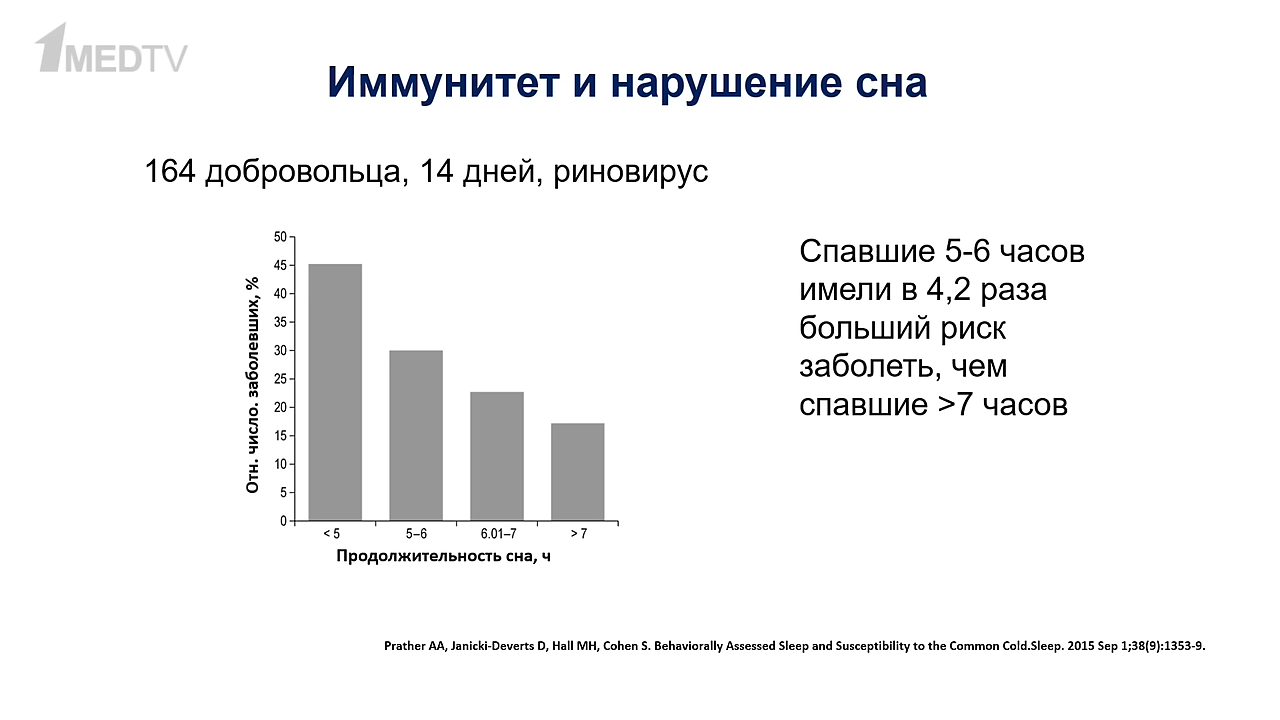 1MEDTV
Иммунитет и нарушение сна
164 добровольца, 14 дней, риновирус
Отн. число. заболевших, %
50
45
40
35
30
25
20
15
10
5
0
< 5
5–6
6.01–7
> 7
Продолжительность сна, ч
Спавшие 5-6 часов
имели в 4,2 раза
больший риск
заболеть, чем
спавшие >7 часов
Prather AA, Janicki-Deverts D, Hall MH, Cohen S. Behaviorally Assessed Sleep and Susceptibility to the Common Cold.Sleep. 2015 Sep 1;38(9):1353-9.